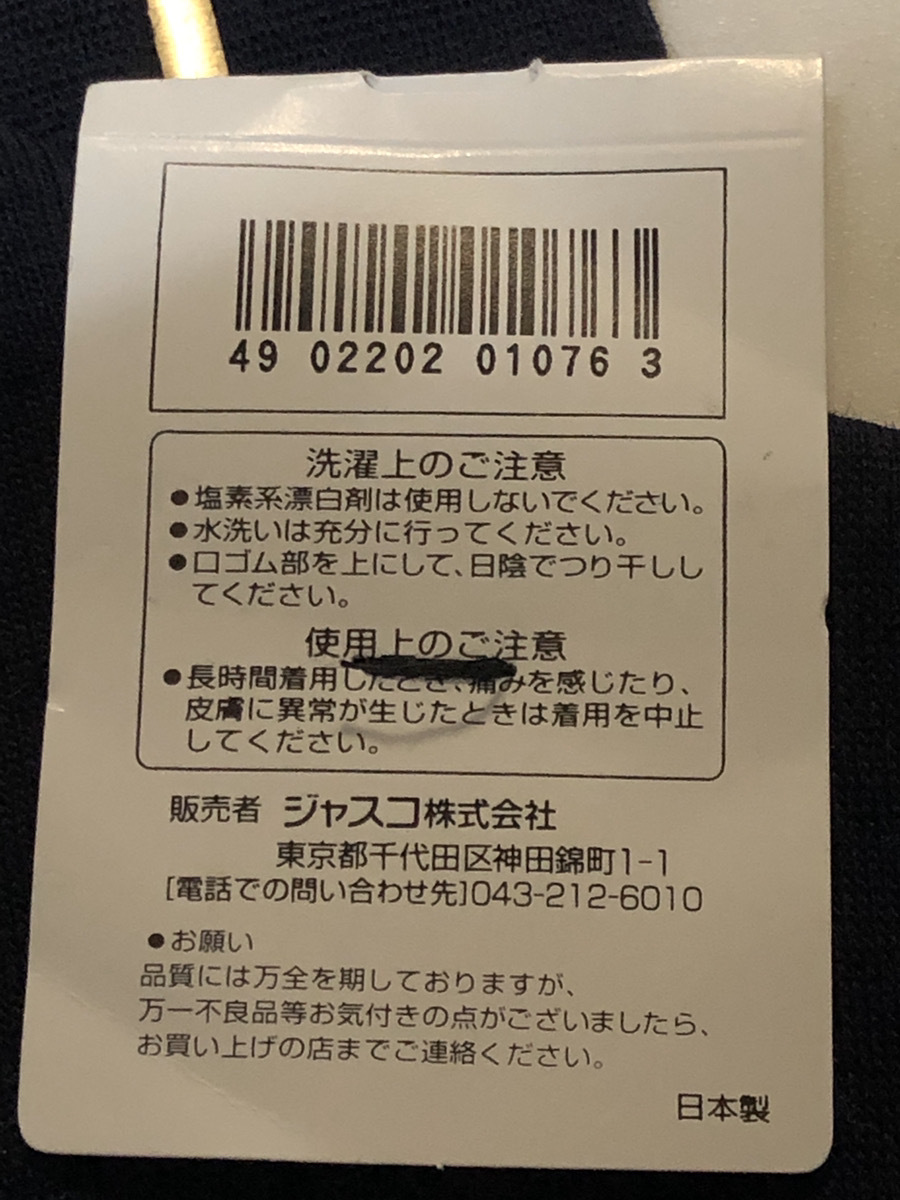 49 02202 01076 3
洗濯上のご注意
●塩素系漂白剤は使用しないでください。
●水洗いは充分に行ってください。
●口ゴム部を上にして、日陰でつり干しし
てください。
使用上のご注意
●長時間着用したとき、痛みを感じたり、
皮膚に異常が生じたときは着用を中止
してください。
販売者 ジャスコ株式会社
東京都千代田区神田錦町1-1
[電話での問い合わせ先]043-212-6010
●お願い
品質には万全を期しておりますが、
万一不良品等お気付きの点がございましたら、
お買い上げの店までご連絡ください。
日本製